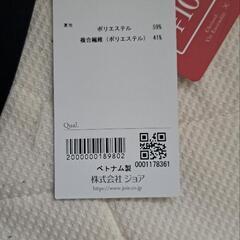 表地
ポリエステル 59%
複合繊維(ポリエステル) 41%
Qual.
2000000189802
0001178361
ベトナム製
株式会社 ジョア
https://www.joie.co.jp